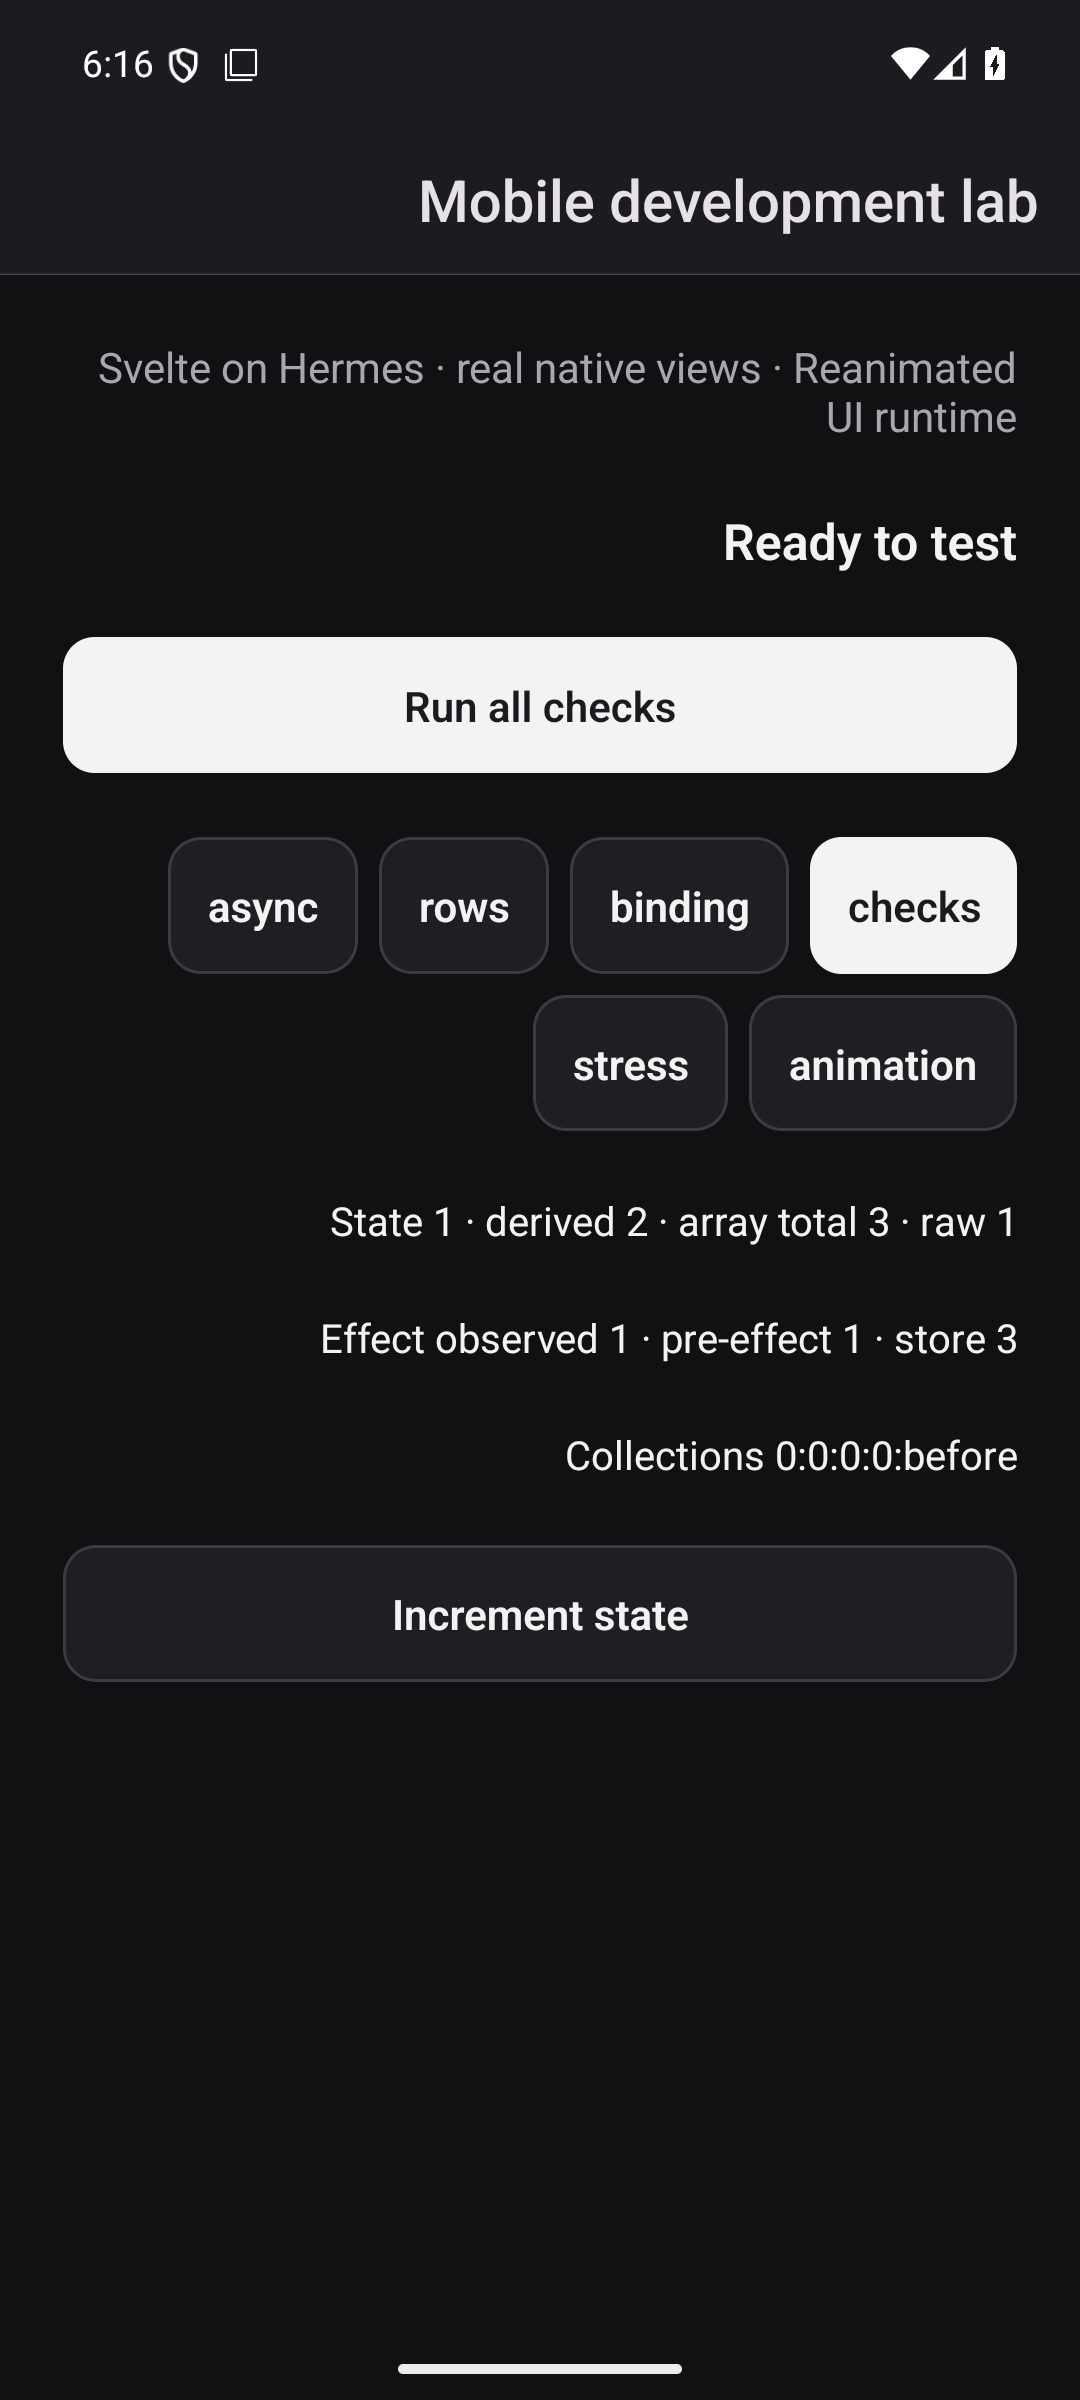 6:16
Mobile development lab
Svelte on Hermes · real native views · Reanimated
UI runtime
Ready to test
Run all checks
checks
binding
rows
async
animation
stress
State 1 · derived 2 · array total 3 · raw 1
Effect observed 1 · pre-effect 1 · store 3
Collections 0:0:0:0:before
Increment state